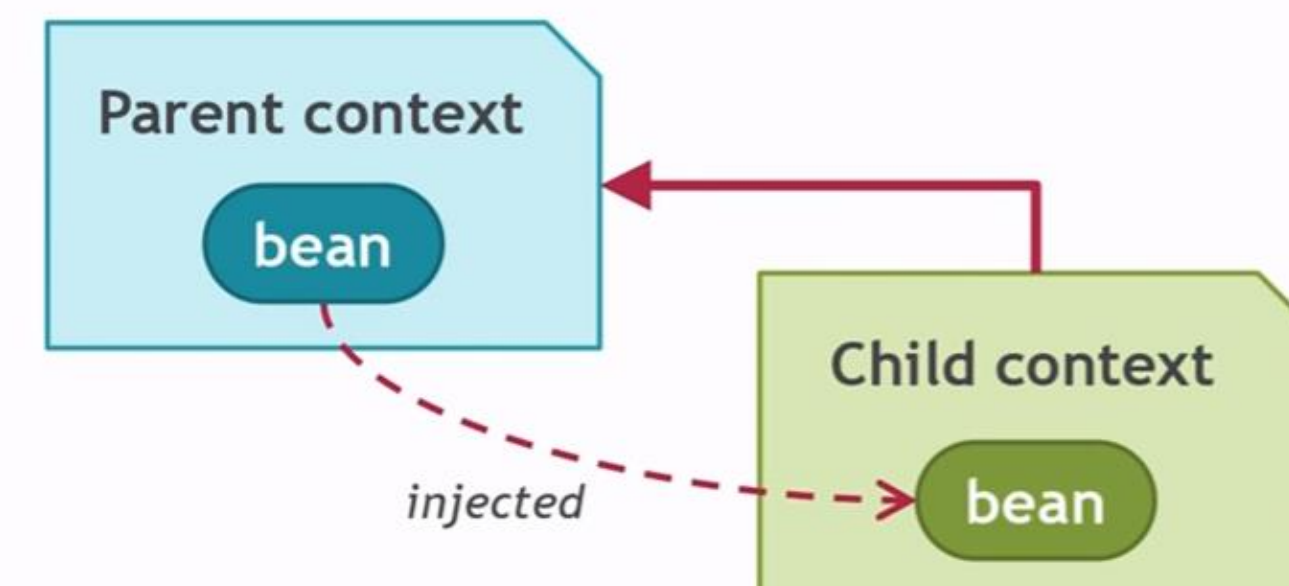 Parent context
bean
Child context
injected
bean